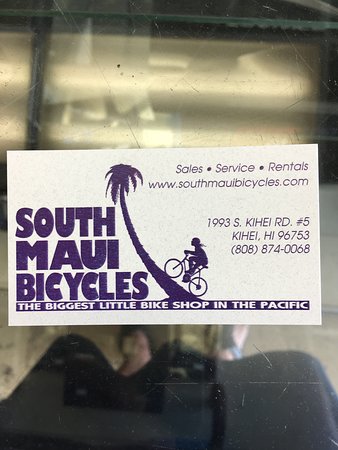 Sales • Service • Rentals
www.southmauibicycles.com
1993 S. KIHEI RD. #5
KIHEI, HI 96753
(808) 874-0068
SOUTH
MAUI
BICYCLES
THE BIGGEST LITTLE BIKE SHOP IN THE PACIFIC